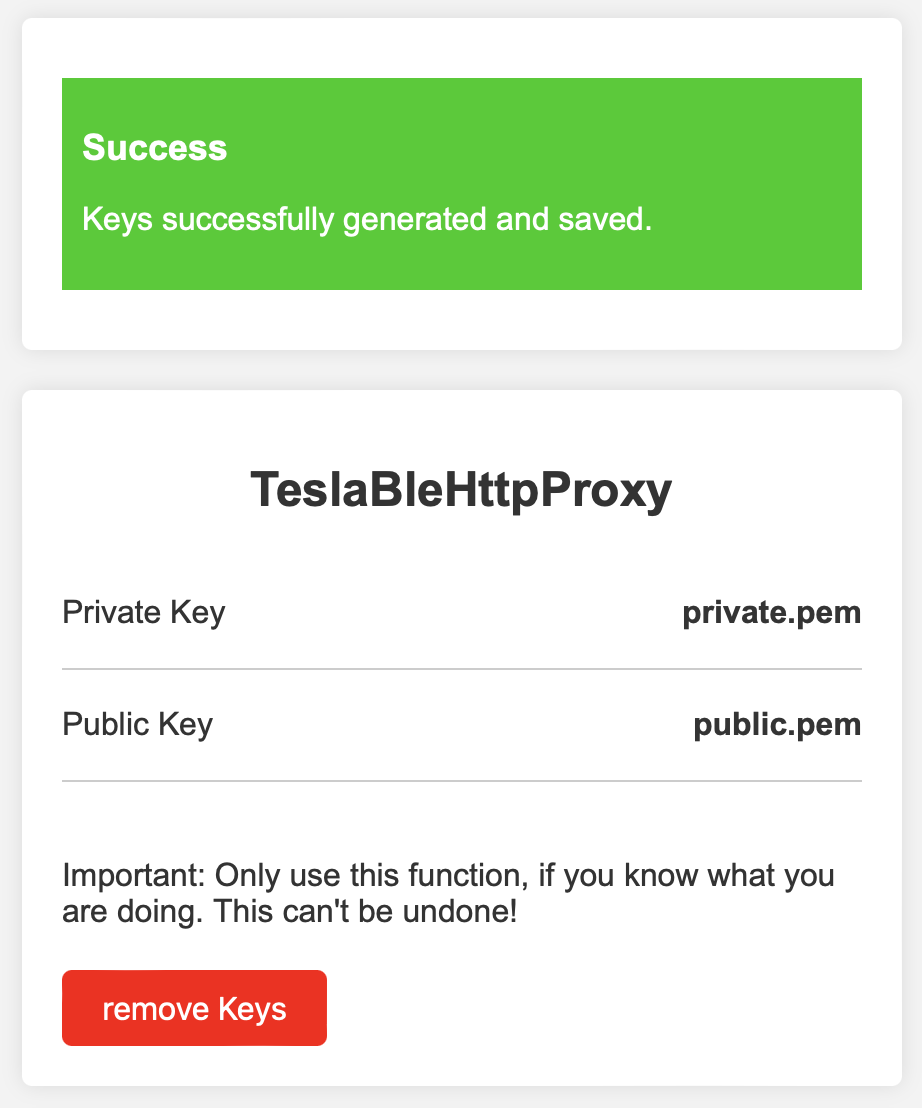 Success
Keys successfully generated and saved.
TeslaBleHttpProxy
Private Key private.pem
Public Key public.pem
Important: Only use this function, if you know what you
are doing. This can't be undone!
remove Keys